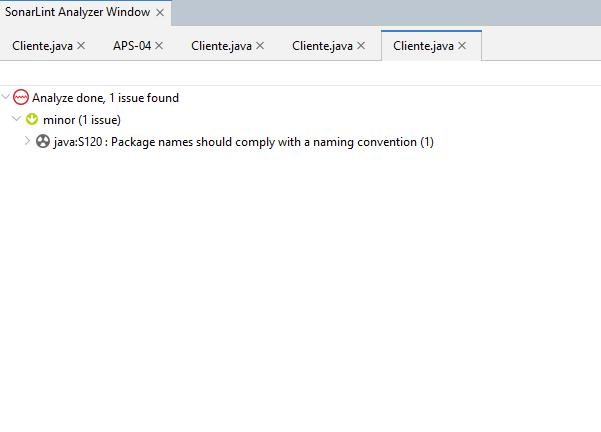 SonarLint Analyzer Window
Cliente.java APS-04 Cliente.java Cliente.java Cliente.java
Analyze done, 1 issue found
minor (1 issue)
java:S120 : Package names should comply with a naming convention (1)